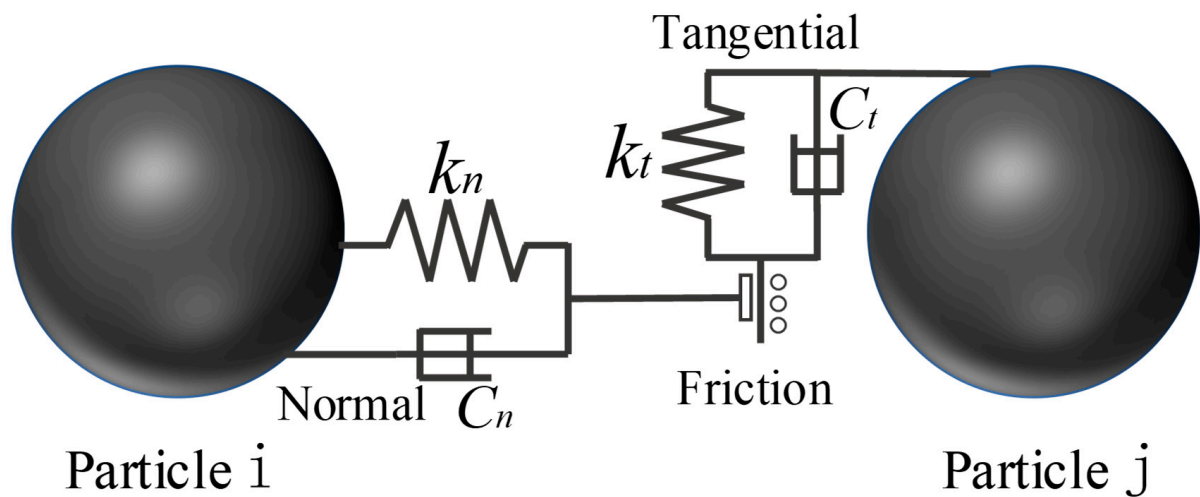 Tangential
Ct
kt
kn
Normal
Cn
Friction
Particle i
Particle j